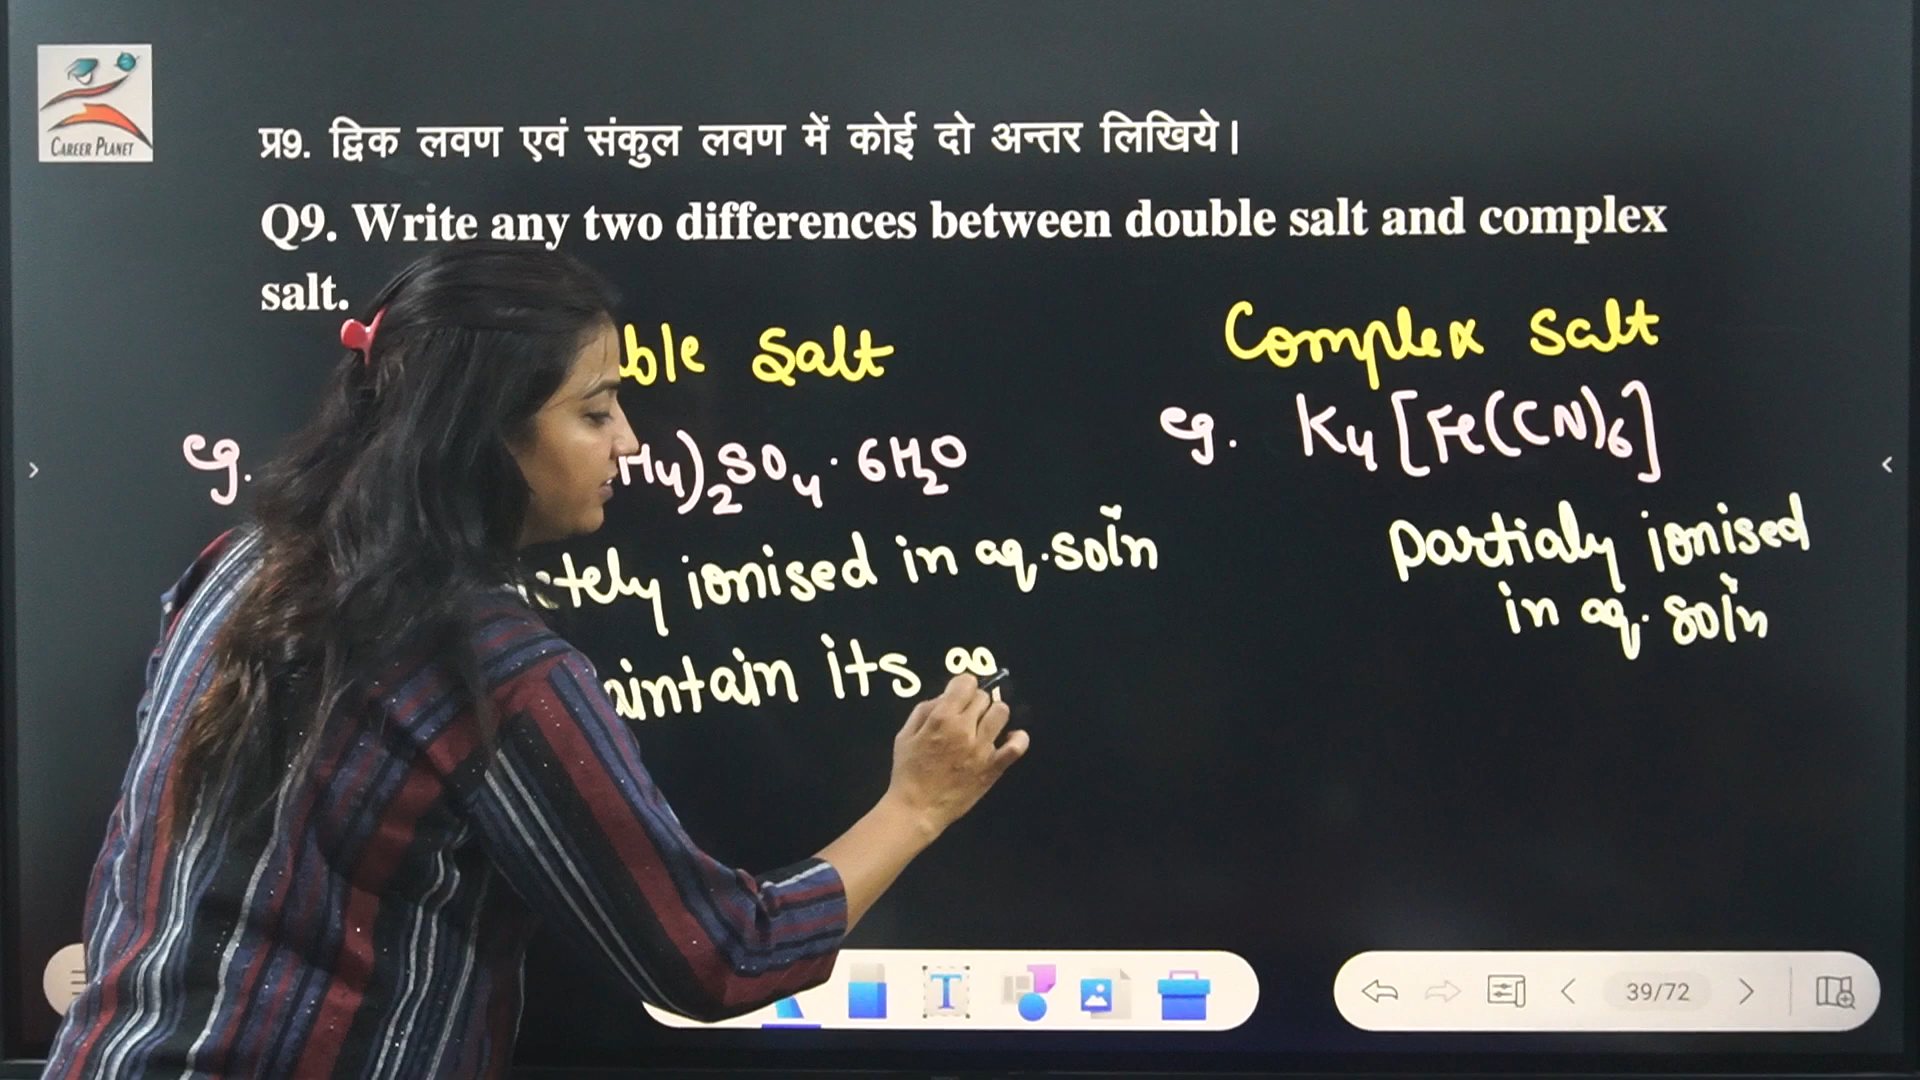 CAREER PLANET
प्र9. द्विक लवण एवं संकुल लवण में कोई दो अन्तर लिखिये।
Q9. Write any two differences between double salt and complex
salt.
ble Salt
Complex Salt
eg. H4)2SO4·6H2O
eg. K4[Fe(CN)6]
tely ionised in aq. soln
Partialy ionised
in aq. soln
aintain its
39/72